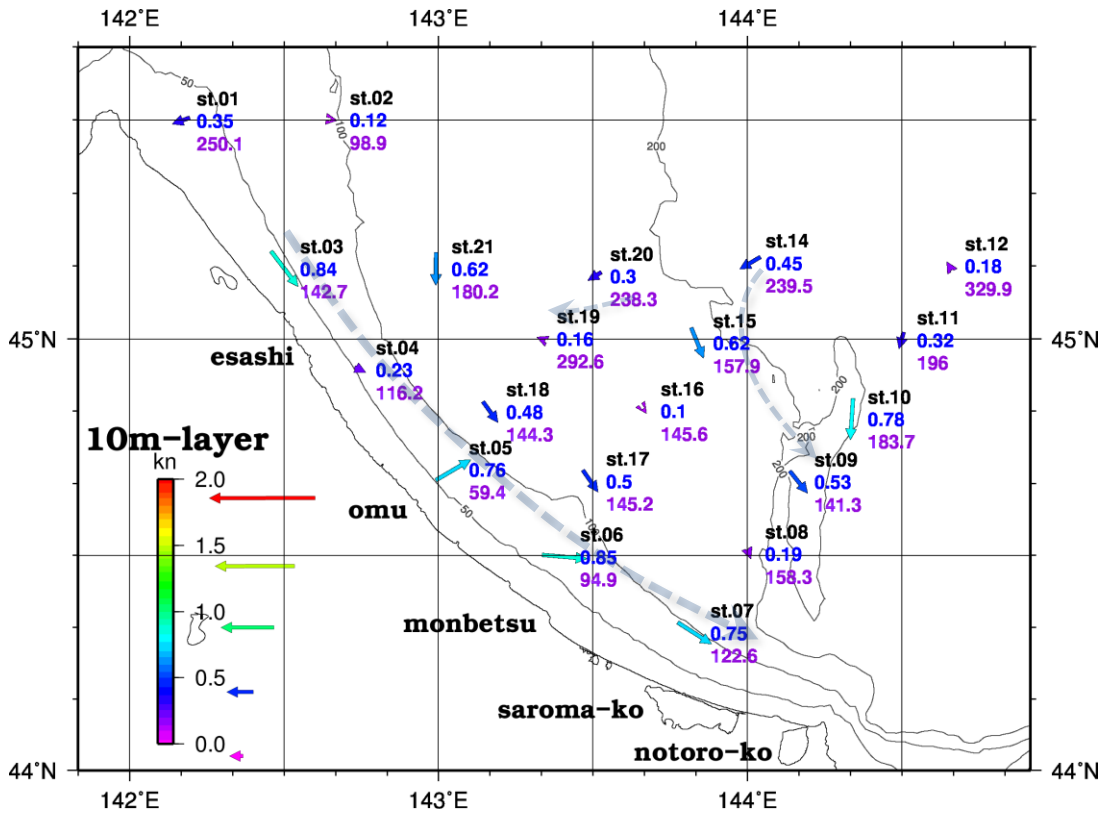 142°E
143°E
144°E
50
st.01
0.35
250.1
st.02
0.12
98.9
100
200
st.03
0.84
142.7
st.21
0.62
180.2
st.20
0.3
238.3
st.14
0.45
239.5
st.12
0.18
329.9
45°N
st.19
0.16
292.6
st.15
0.62
157.9
st.11
0.32
196
45°N
esashi
st.04
0.23
116.2
st.18
0.48
144.3
st.16
0.1
145.6
200
st.10
0.78
183.7
10m-layer
kn
2.0
1.5
1.0
0.5
0.0
st.05
0.76
59.4
50
st.17
0.5
145.2
200
200
st.09
0.53
141.3
omu
100
st.06
0.85
94.9
st.08
0.19
158.3
monbetsu
st.07
0.75
122.6
saroma-ko
notoro-ko
44°N
44°N
142°E
143°E
144°E